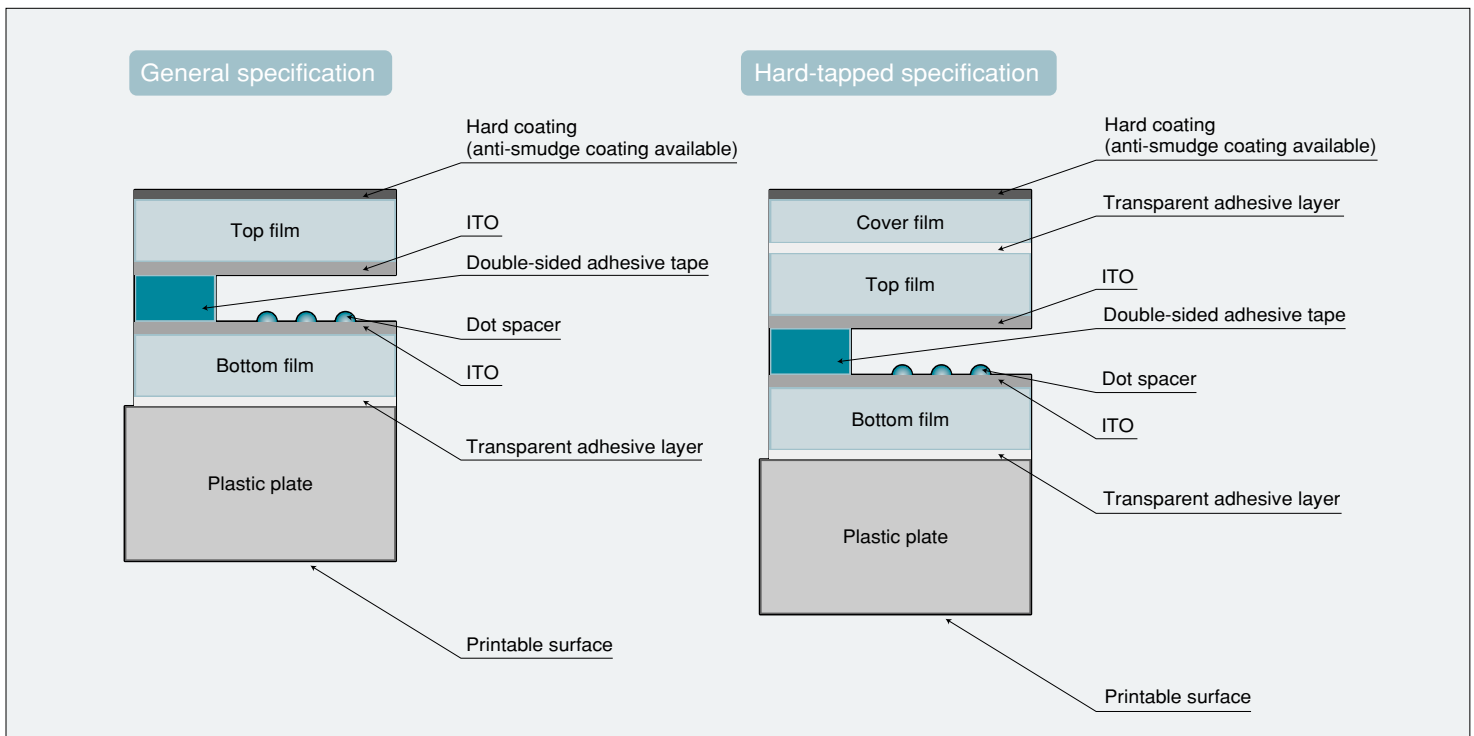 General specification
Hard coating
(anti-smudge coating available)
Top film
ITO
Double-sided adhesive tape
Dot spacer
Bottom film
ITO
Transparent adhesive layer
Plastic plate
Printable surface
Hard-tapped specification
Hard coating
(anti-smudge coating available)
Transparent adhesive layer
Cover film
Top film
ITO
Double-sided adhesive tape
Dot spacer
Bottom film
ITO
Transparent adhesive layer
Plastic plate
Printable surface